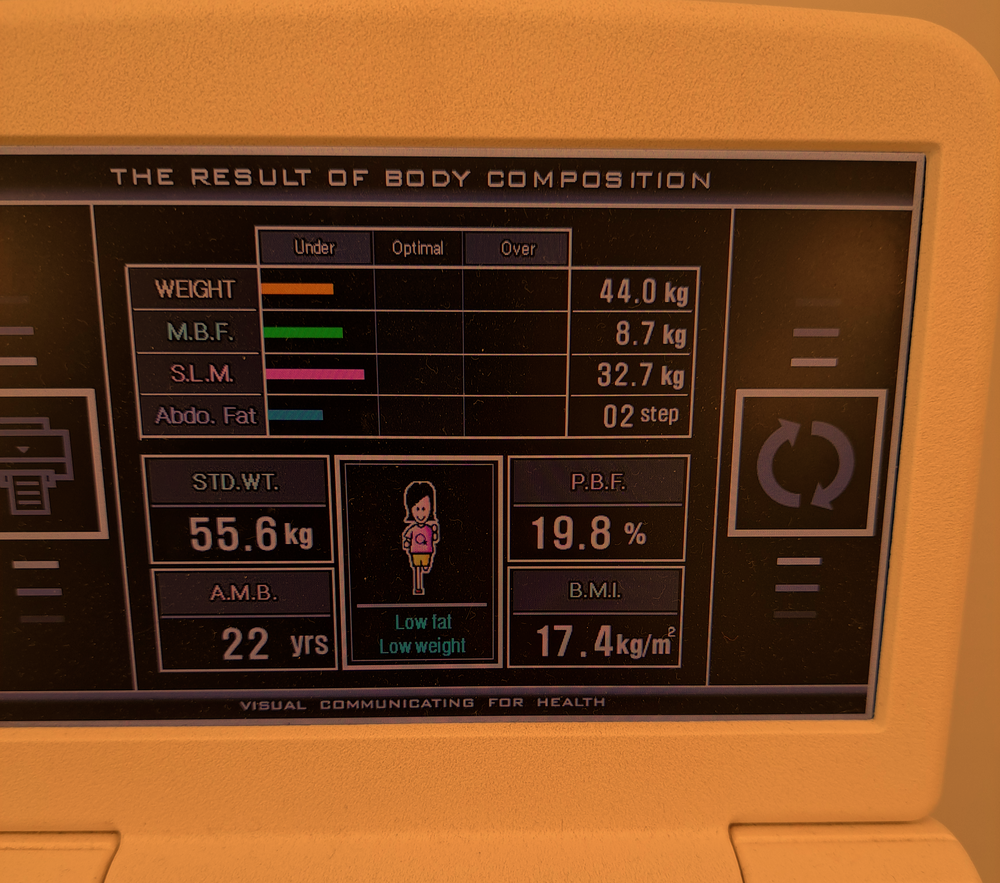 THE RESULT OF BODY COMPOSITION
Under Optimal Over
WEIGHT 44.0 kg
M.B.F. 8.7 kg
S.L.M. 32.7 kg
Abdo. Fat 02 step
STD.WT. P.B.F.
55.6 kg 19.8 %
A.M.B. B.M.I.
22 yrs 17.4 kg/m²
Low fat
Low weight
VISUAL COMMUNICATING FOR HEALTH